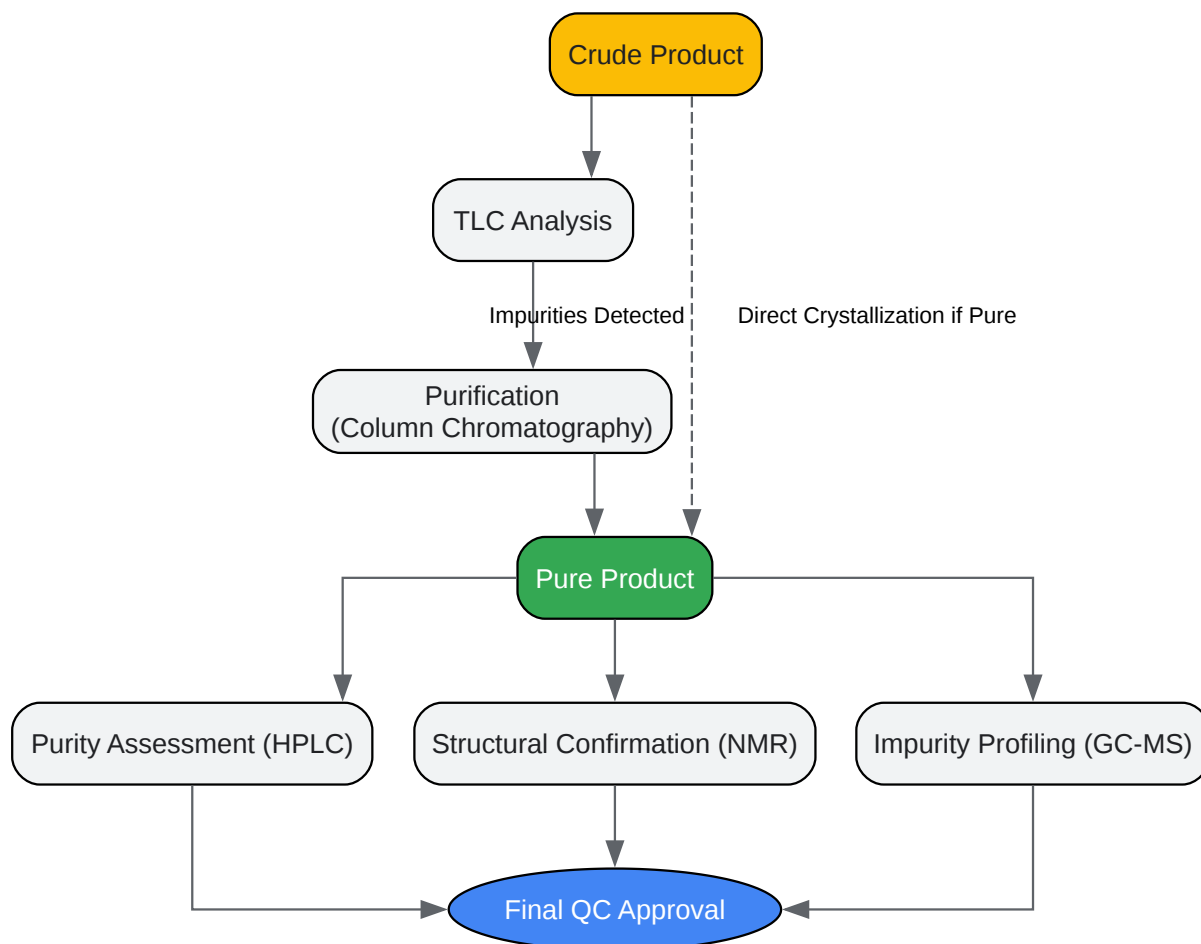 Crude Product
TLC Analysis
Impurities Detected
Direct Crystallization if Pure
Purification
(Column Chromatography)
Pure Product
Purity Assessment (HPLC)
Structural Confirmation (NMR)
Impurity Profiling (GC-MS)
Final QC Approval